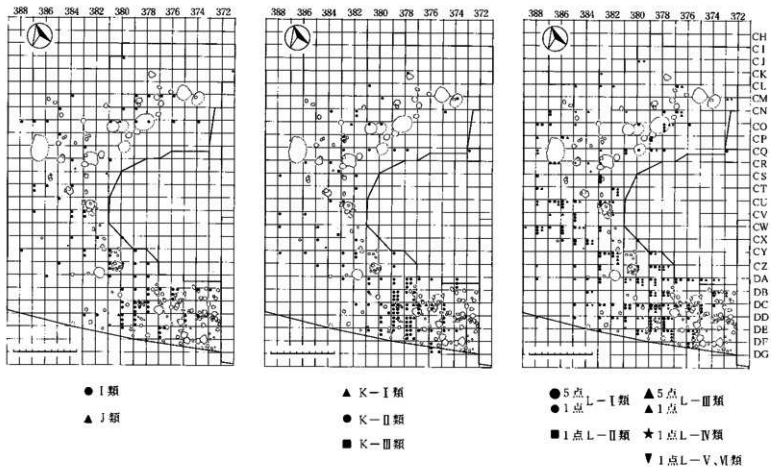 388 386 384 382 380 378 376 374 372
388 386 384 382 380 378 376 374 372
388 386 384 382 380 378 376 374 372
CH
CI
CJ
CK
CL
CM
CN
CO
CP
CQ
CR
CS
CT
CU
CV
CW
CX
CY
CZ
DA
DB
DC
DD
DE
DF
DG
● I類
▲ J類
▲ K-I類
● K-II類
■ K-III類
●5点 L-I類
●1点
■ 1点L-II類
▲5点 L-III類
▲1点
★ 1点L-IV類
▼ 1点L-V、VI類